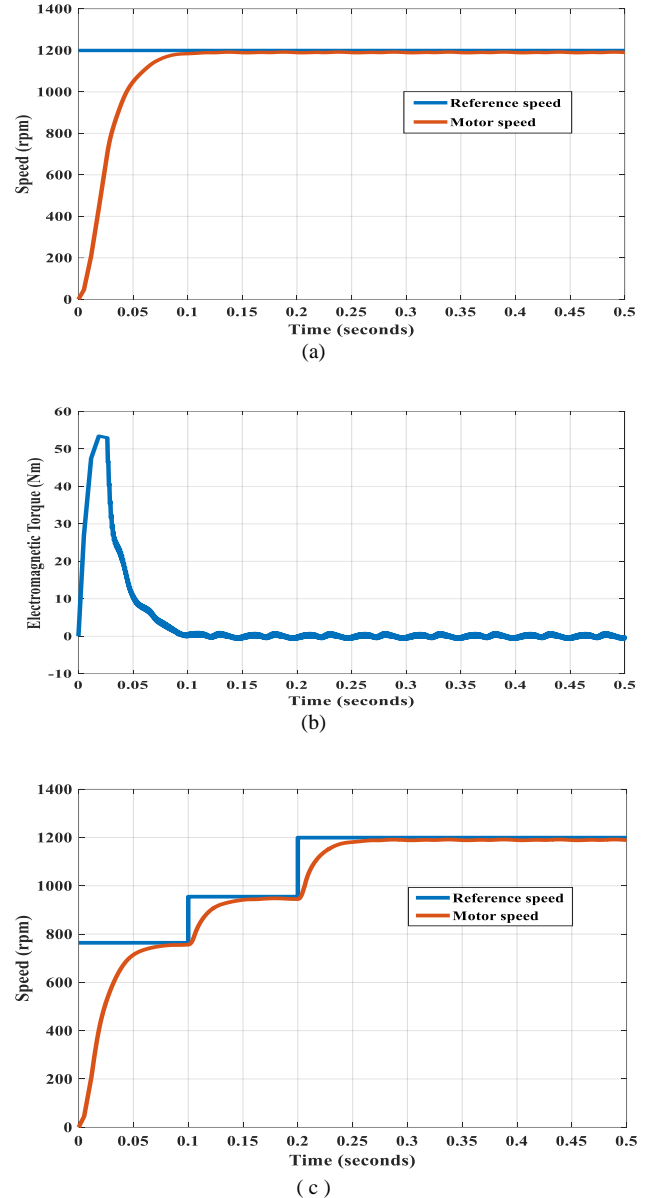 1400
1200
1000
800
600
400
200
0
Speed (rpm)
Reference speed
Motor speed
0 0.05 0.1 0.15 0.2 0.25 0.3 0.35 0.4 0.45 0.5
Time (seconds)
(a)
60
50
40
30
20
10
0
-10
Electromagnetic Torque (Nm)
0 0.05 0.1 0.15 0.2 0.25 0.3 0.35 0.4 0.45 0.5
Time (seconds)
(b)
1400
1200
1000
800
600
400
200
0
Speed (rpm)
Reference speed
Motor speed
0 0.05 0.1 0.15 0.2 0.25 0.3 0.35 0.4 0.45 0.5
Time (seconds)
( c )